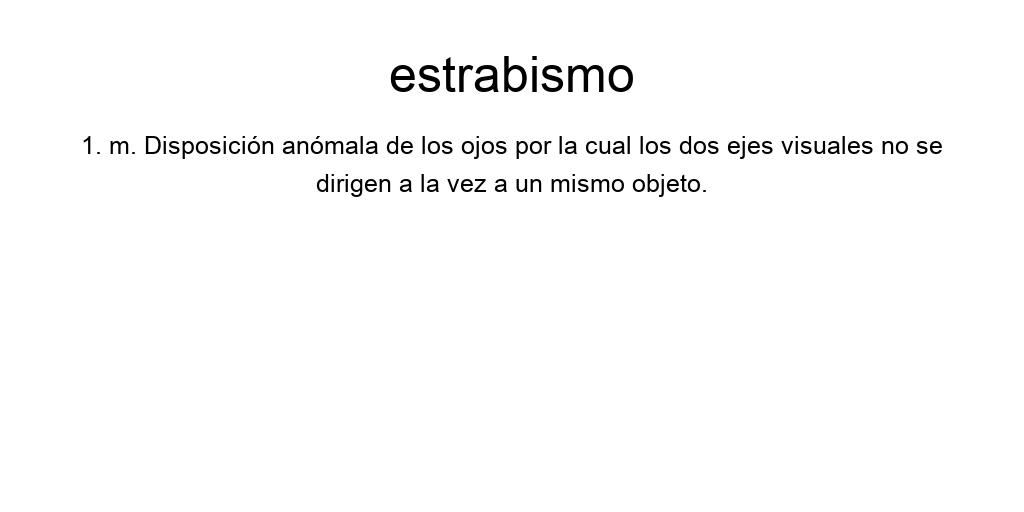 estrabismo
1. m. Disposición anómala de los ojos por la cual los dos ejes visuales no se
dirigen a la vez a un mismo objeto.